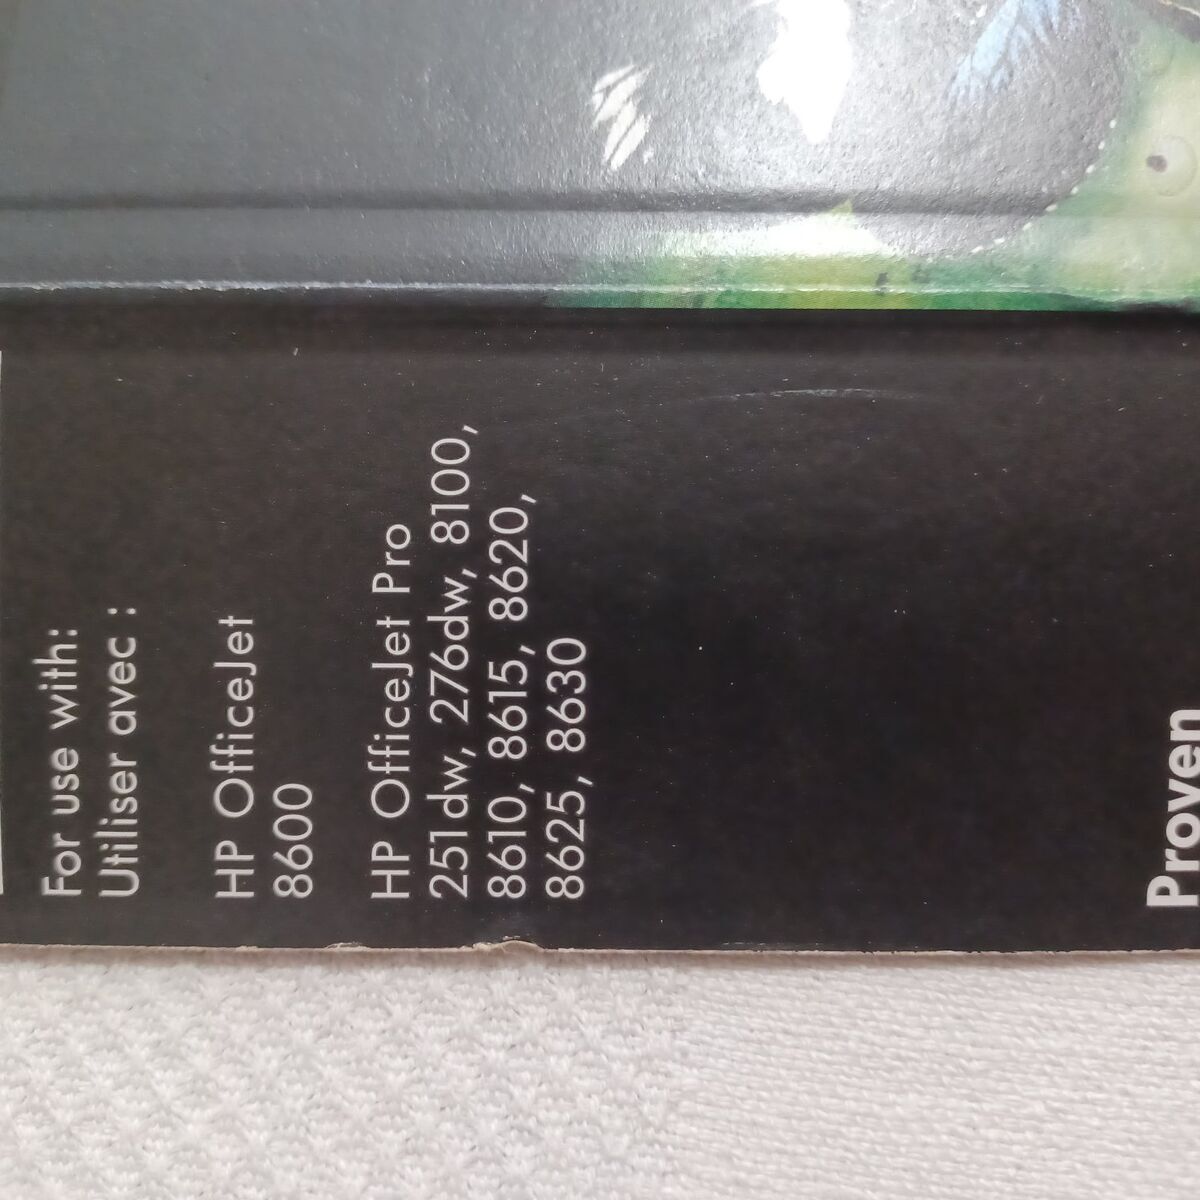 For use with:
Utiliser avec :
HP OfficeJet
8600
HP OfficeJet Pro
251dw, 276dw, 8100,
8610, 8615, 8620,
8625, 8630
Proven